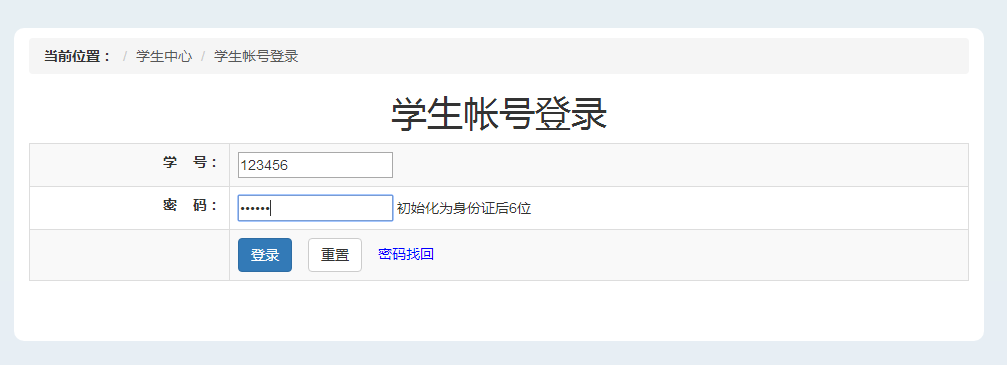 当前位置： / 学生中心 / 学生帐号登录
学生帐号登录
学 号： 123456
密 码： •••••• 初始化为身份证后6位
登录 重置 密码找回